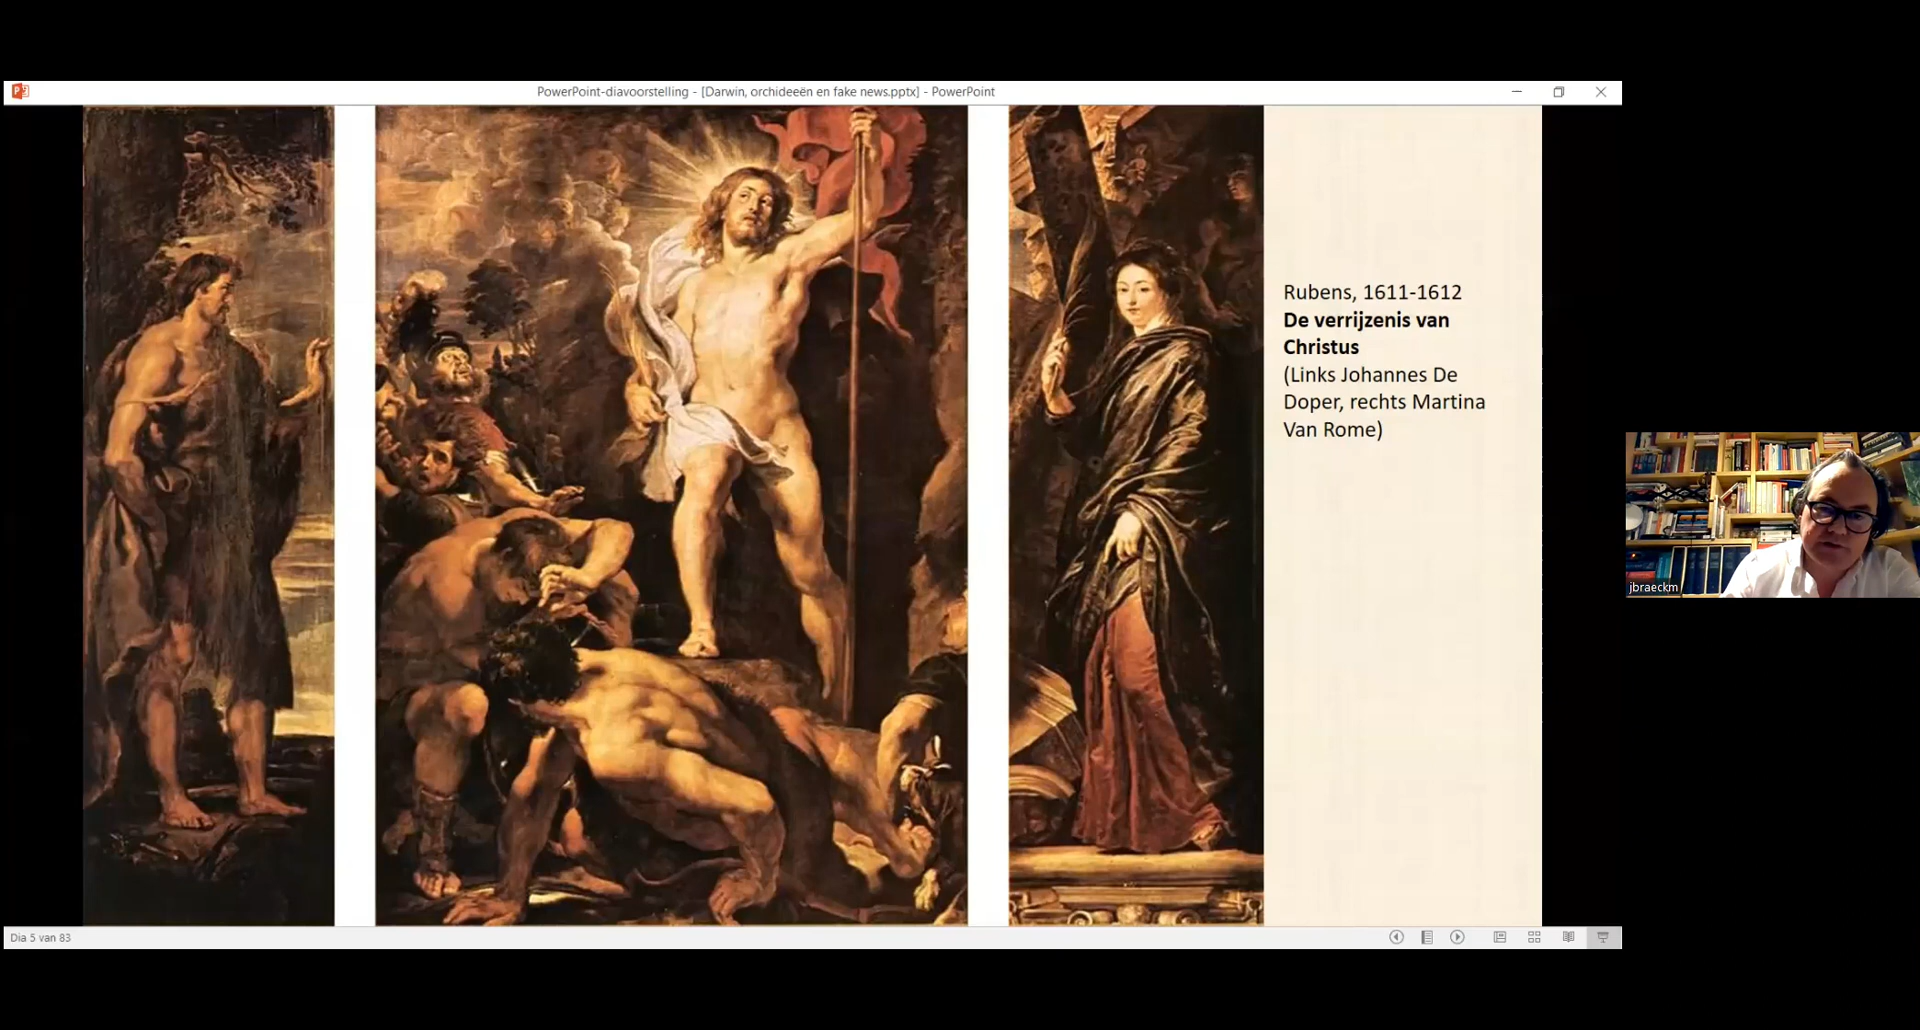 PowerPoint-diavoorstelling - [Darwin, orchideeën en fake news.pptx] - PowerPoint
Rubens, 1611-1612
De verrijzenis van
Christus
(Links Johannes De
Doper, rechts Martina
Van Rome)
jbraeckm
Dia 5 van 83